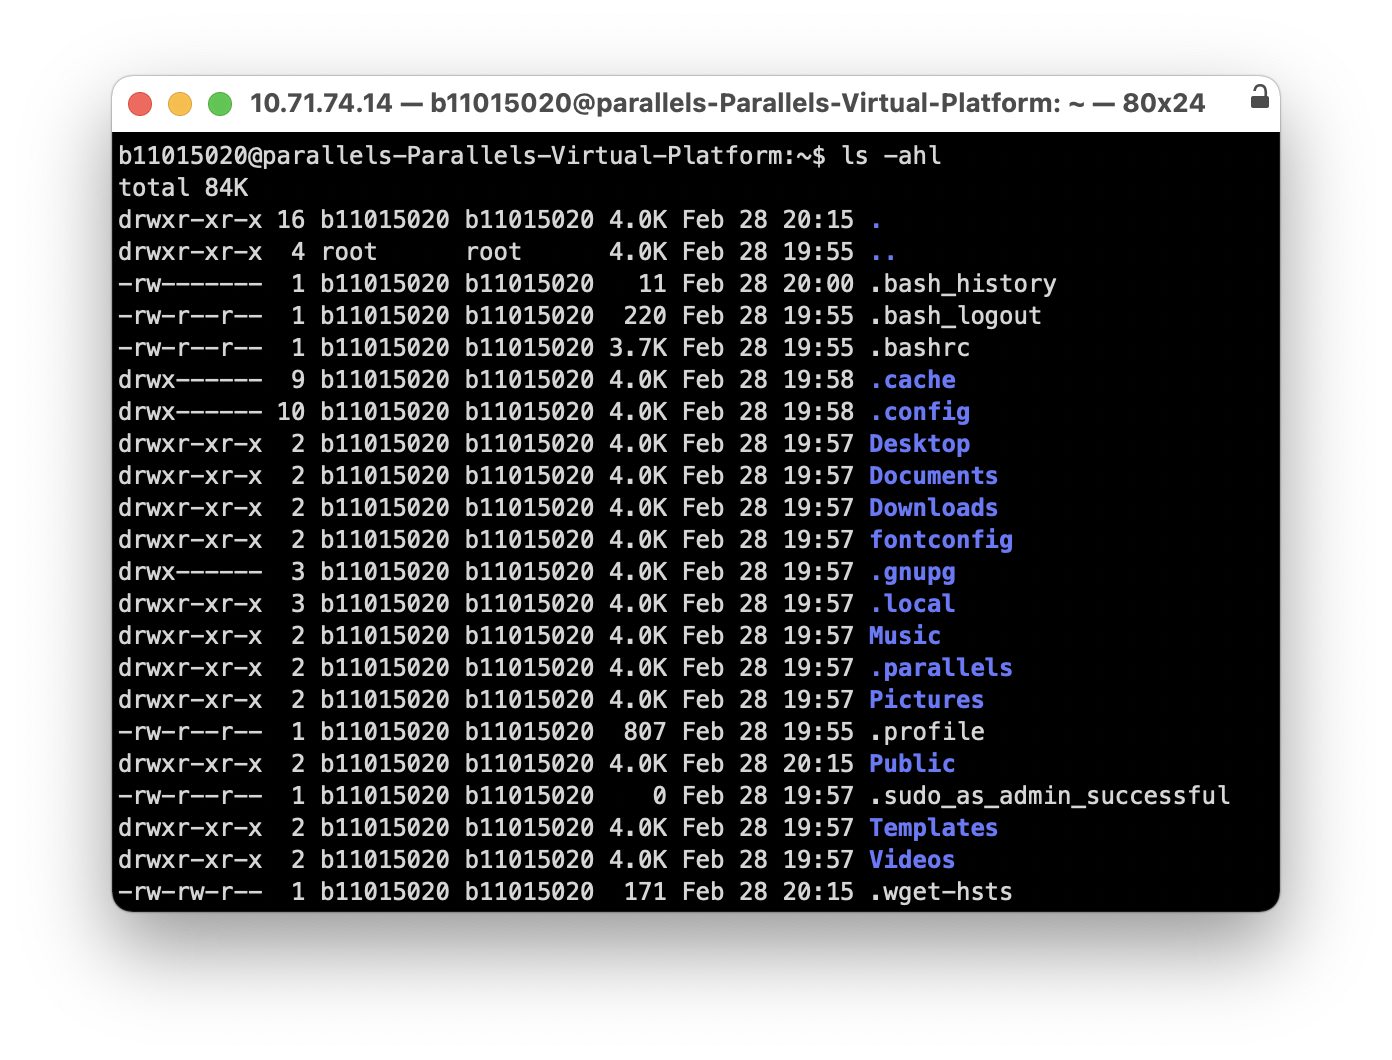 10.71.74.14 — b11015020@parallels-Parallels-Virtual-Platform: ~ — 80x24
b11015020@parallels-Parallels-Virtual-Platform:~$ ls -ahl
total 84K
drwxr-xr-x 16 b11015020 b11015020 4.0K Feb 28 20:15 .
drwxr-xr-x  4 root      root      4.0K Feb 28 19:55 ..
-rw-------  1 b11015020 b11015020   11 Feb 28 20:00 .bash_history
-rw-r--r--  1 b11015020 b11015020  220 Feb 28 19:55 .bash_logout
-rw-r--r--  1 b11015020 b11015020 3.7K Feb 28 19:55 .bashrc
drwx------  9 b11015020 b11015020 4.0K Feb 28 19:58 .cache
drwx------ 10 b11015020 b11015020 4.0K Feb 28 19:58 .config
drwxr-xr-x  2 b11015020 b11015020 4.0K Feb 28 19:57 Desktop
drwxr-xr-x  2 b11015020 b11015020 4.0K Feb 28 19:57 Documents
drwxr-xr-x  2 b11015020 b11015020 4.0K Feb 28 19:57 Downloads
drwxr-xr-x  2 b11015020 b11015020 4.0K Feb 28 19:57 fontconfig
drwx------  3 b11015020 b11015020 4.0K Feb 28 19:57 .gnupg
drwxr-xr-x  3 b11015020 b11015020 4.0K Feb 28 19:57 .local
drwxr-xr-x  2 b11015020 b11015020 4.0K Feb 28 19:57 Music
drwxr-xr-x  2 b11015020 b11015020 4.0K Feb 28 19:57 .parallels
drwxr-xr-x  2 b11015020 b11015020 4.0K Feb 28 19:57 Pictures
-rw-r--r--  1 b11015020 b11015020  807 Feb 28 19:55 .profile
drwxr-xr-x  2 b11015020 b11015020 4.0K Feb 28 20:15 Public
-rw-r--r--  1 b11015020 b11015020    0 Feb 28 19:57 .sudo_as_admin_successful
drwxr-xr-x  2 b11015020 b11015020 4.0K Feb 28 19:57 Templates
drwxr-xr-x  2 b11015020 b11015020 4.0K Feb 28 19:57 Videos
-rw-rw-r--  1 b11015020 b11015020  171 Feb 28 20:15 .wget-hsts